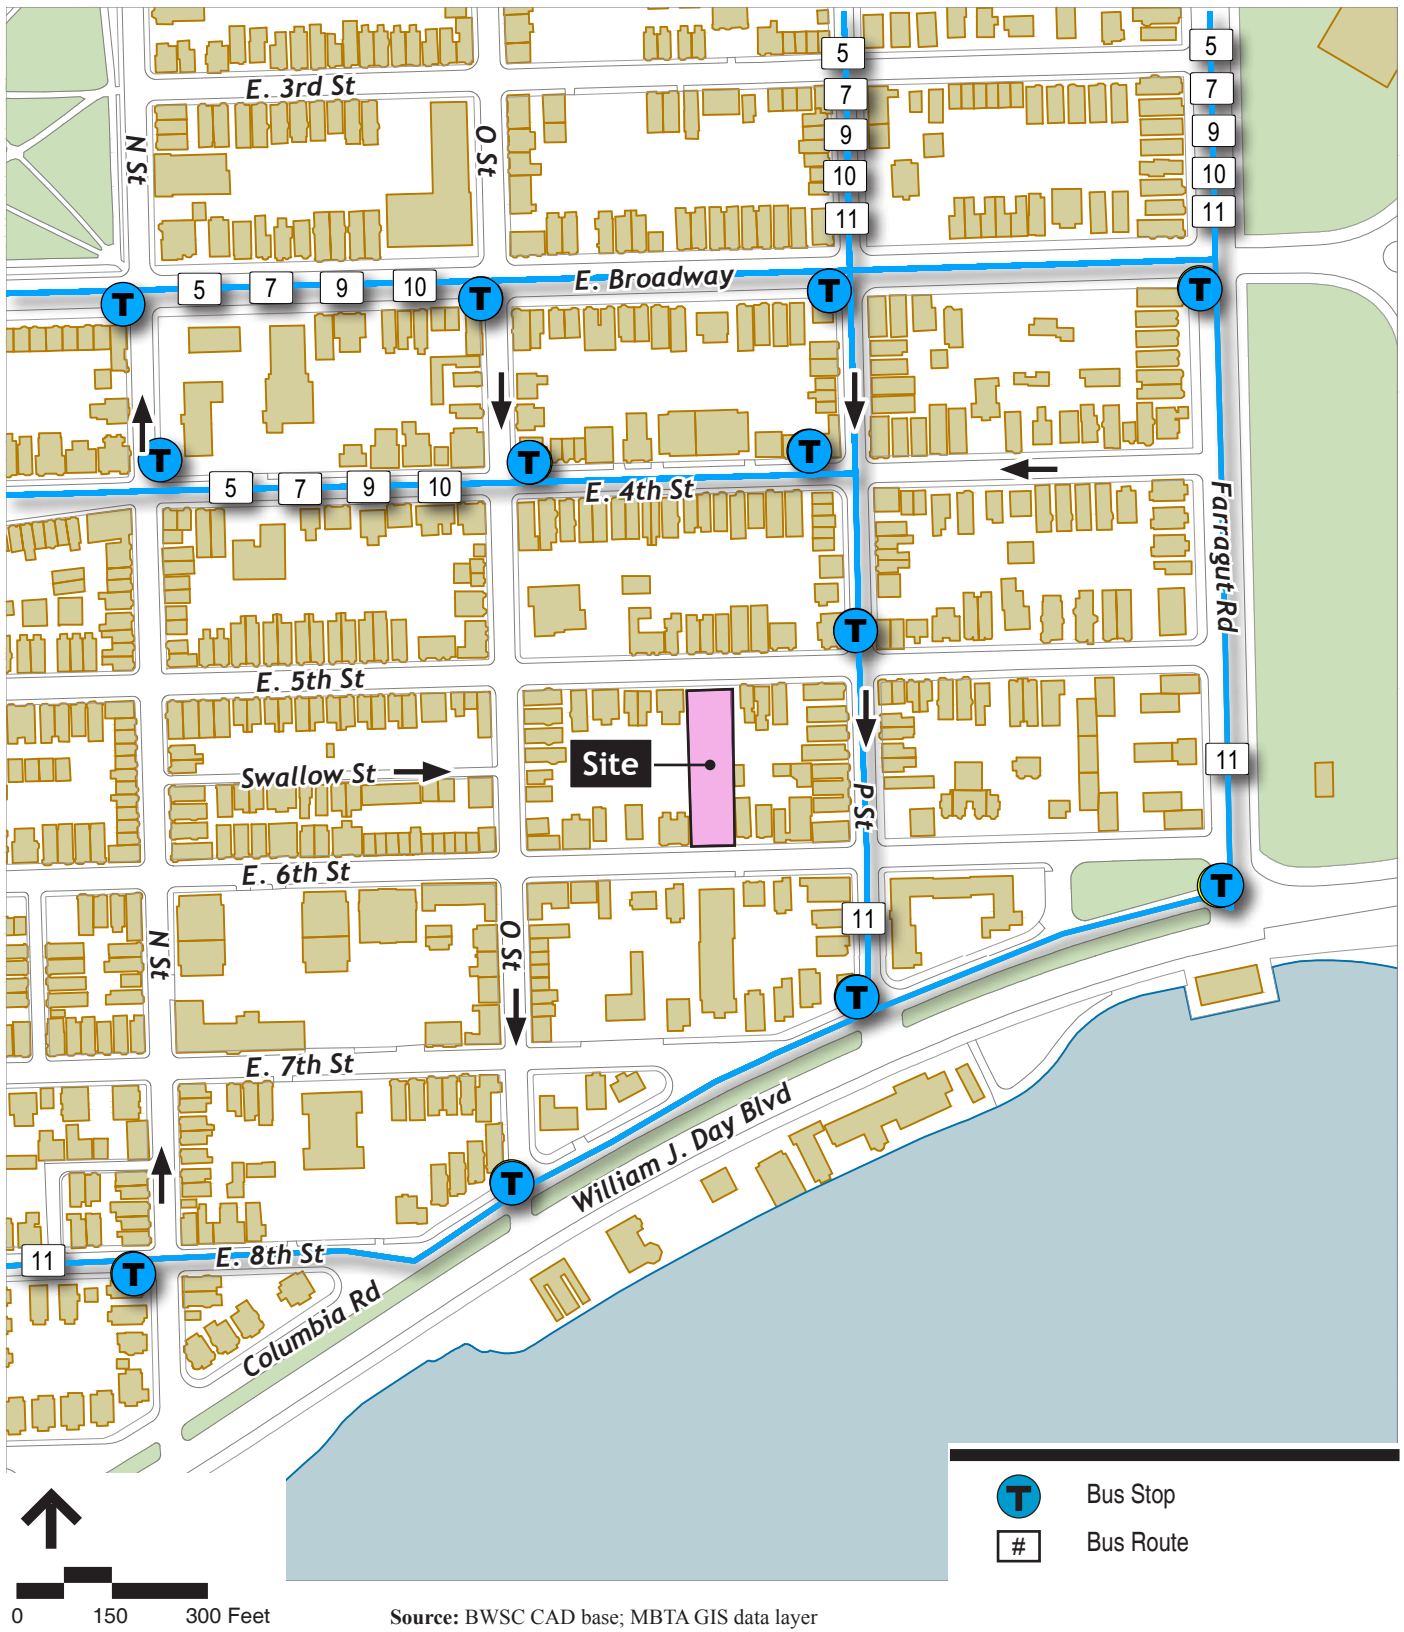 5
5
7
7
E. 3rd St
9
9
N St
O St
10
10
11
11
E. Broadway
T
T
T
T
5
7
9
10
T
T
T
5
7
9
10
E. 4th St
Farragut Rd
T
E. 5th St
Site
11
Swallow St
P St
E. 6th St
T
11
N St
O St
T
E. 7th St
William J. Day Blvd
T
11
T
E. 8th St
Columbia Rd
T Bus Stop
# Bus Route
0 150 300 Feet
Source: BWSC CAD base; MBTA GIS data layer